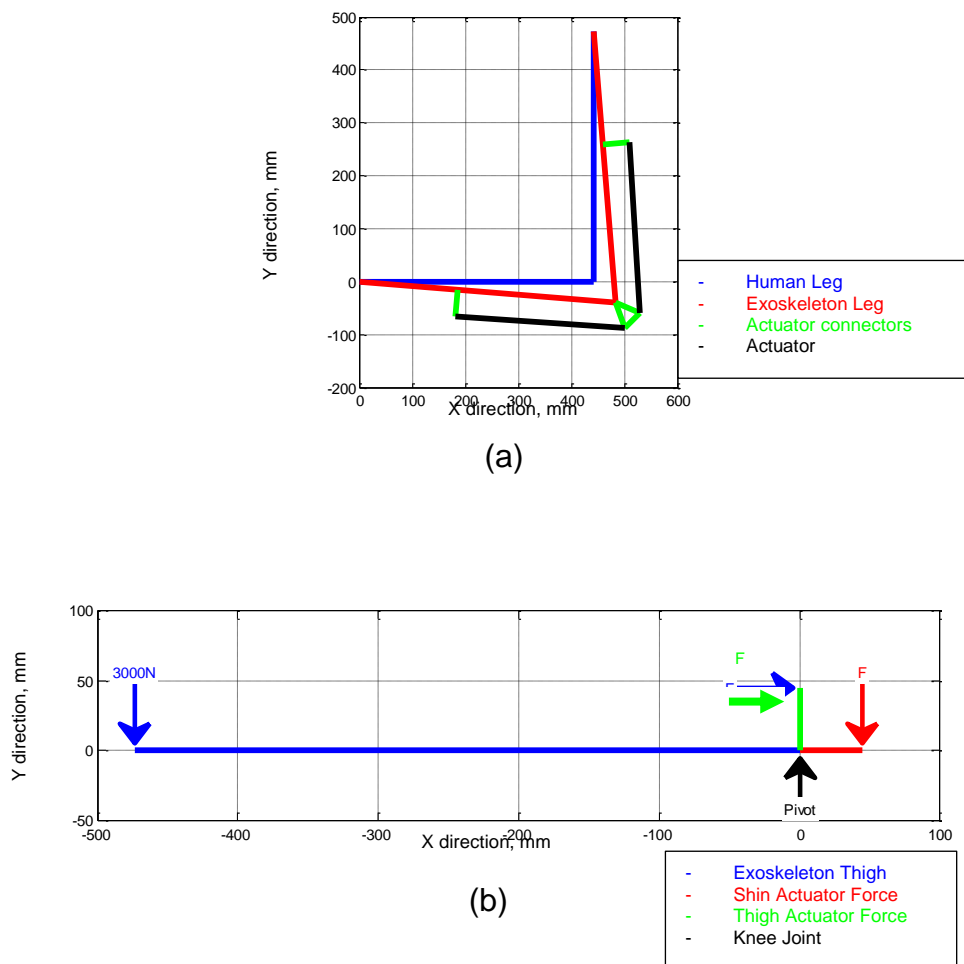 500
400
300
200
100
0
-100
-200
0 100 200 300 400 500 600
X direction, mm
Y direction, mm
- Human Leg
- Exoskeleton Leg
- Actuator connectors
- Actuator
(a)
100
50
0
-50
-500 -400 -300 -200 -100 0 100
X direction, mm
Y direction, mm
3000N
F
F
Pivot
- Exoskeleton Thigh
- Shin Actuator Force
- Thigh Actuator Force
- Knee Joint
(b)